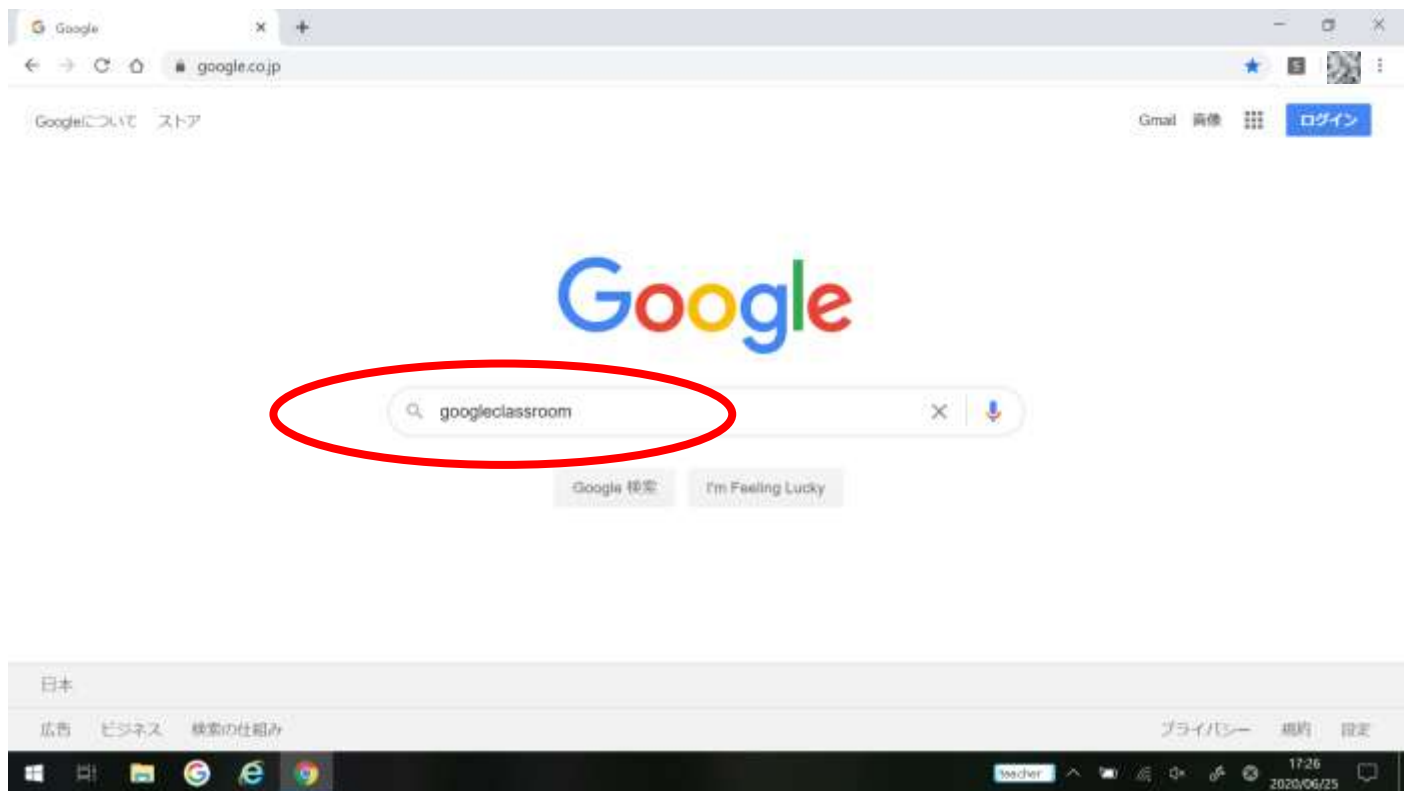 Google
google.co.jp
Googleについて ストア
Gmail 画像 ログイン
Google
googleclassroom
Google 検索 I'm Feeling Lucky
日本
広告 ビジネス 検索の仕組み
プライバシー 規約 設定
teacher
17:26
2020/06/25